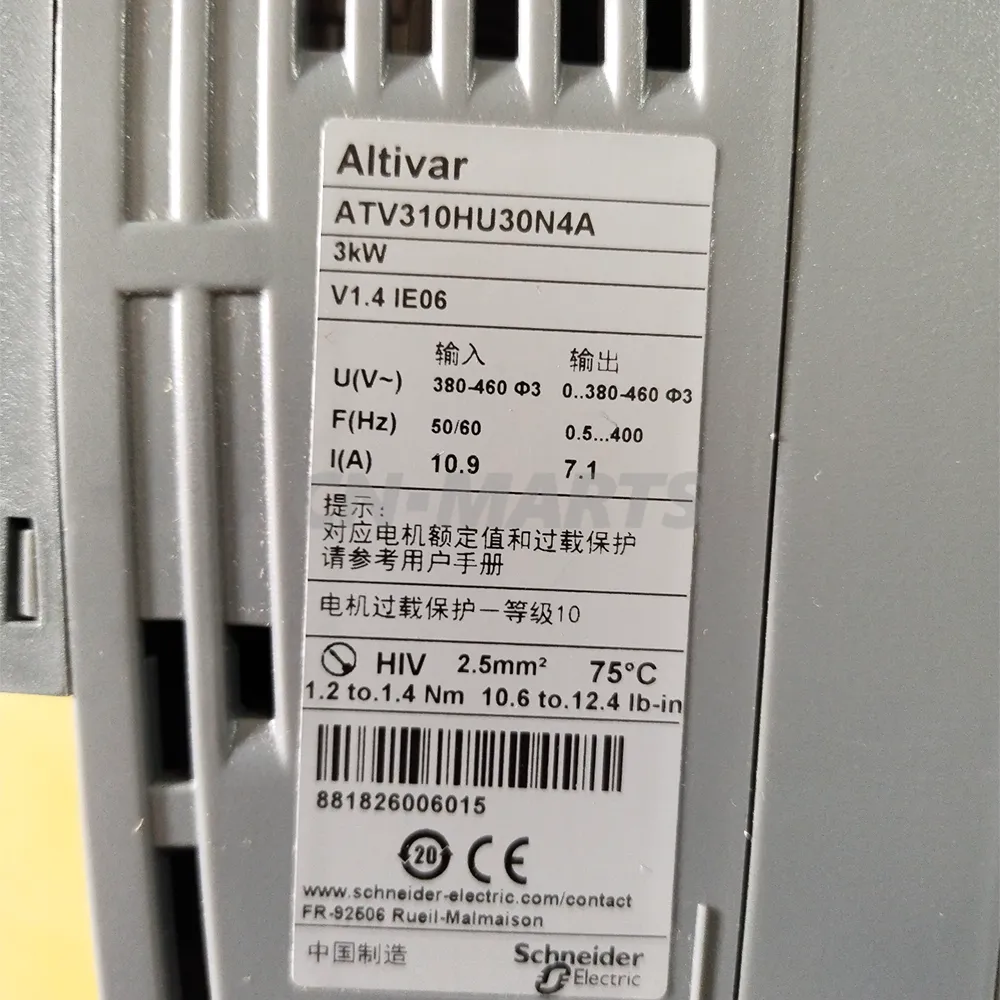 Altivar
ATV310HU30N4A
3kW
V1.4 IE06
输入 输出
U(V~) 380-460 Φ3 0..380-460 Φ3
F(Hz) 50/60 0.5...400
I(A) 10.9 7.1
CN-MARTS
提示:
对应电机额定值和过载保护
请参考用户手册
电机过载保护一等级10
HIV 2.5mm² 75°C
1.2 to.1.4 Nm 10.6 to.12.4 lb-in
881826006015
20 CE
www.schneider-electric.com/contact
FR-92506 Rueil-Malmaison
中国制造 Schneider
Electric